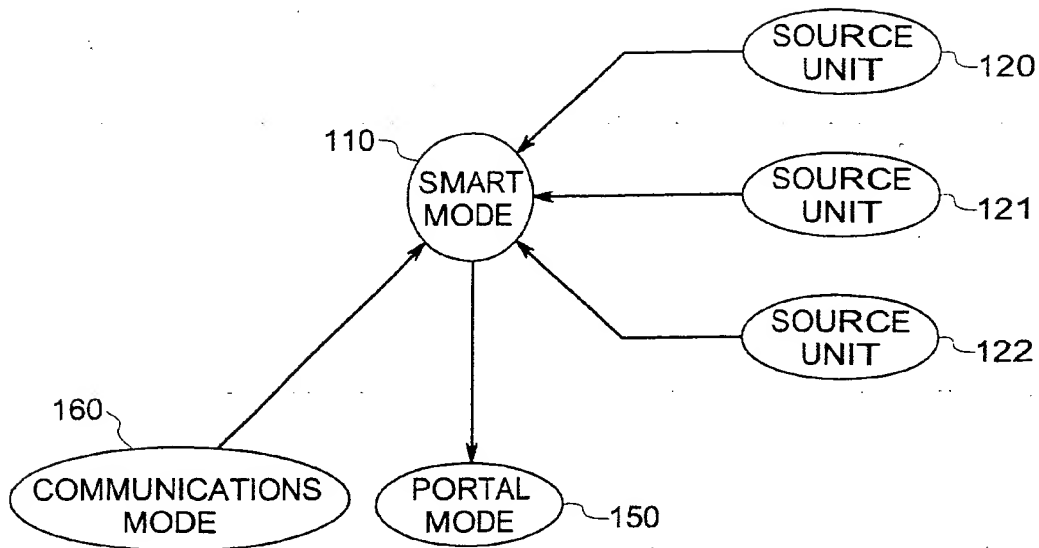 SOURCE
UNIT
120
110
SMART
MODE
SOURCE
UNIT
121
SOURCE
UNIT
122
160
COMMUNICATIONS
MODE
PORTAL
MODE
150